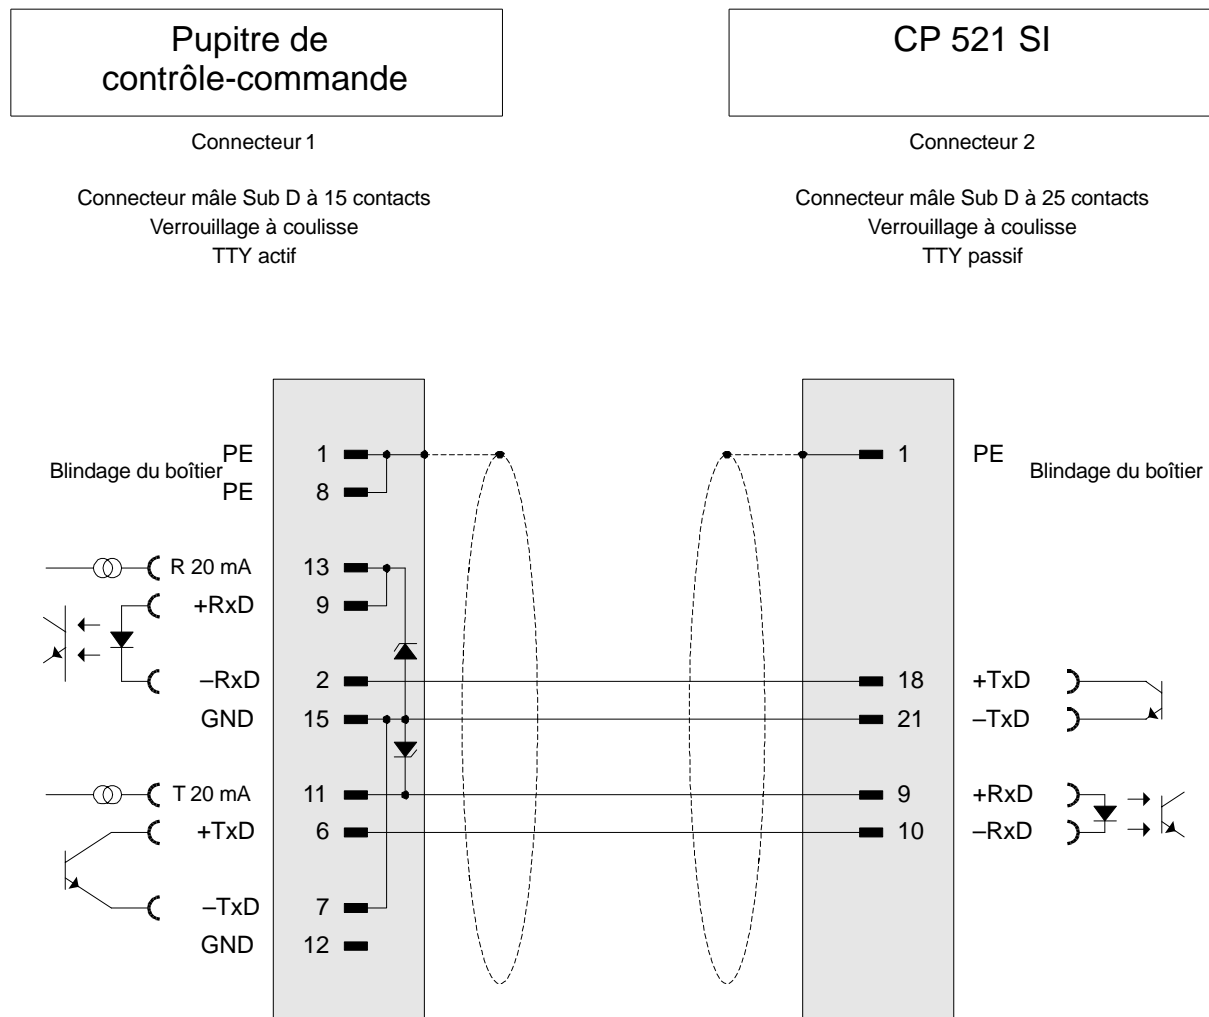 Pupitre de
contrôle-commande
CP 521 SI
Connecteur 1
Connecteur 2
Connecteur mâle Sub D à 15 contacts
Verrouillage à coulisse
TTY actif
Connecteur mâle Sub D à 25 contacts
Verrouillage à coulisse
TTY passif
Blindage du boîtier
PE 1
PE 8
R 20 mA 13
+RxD 9
–RxD 2
GND 15
T 20 mA 11
+TxD 6
–TxD 7
GND 12
1 PE
Blindage du boîtier
18 +TxD
21 –TxD
9 +RxD
10 –RxD